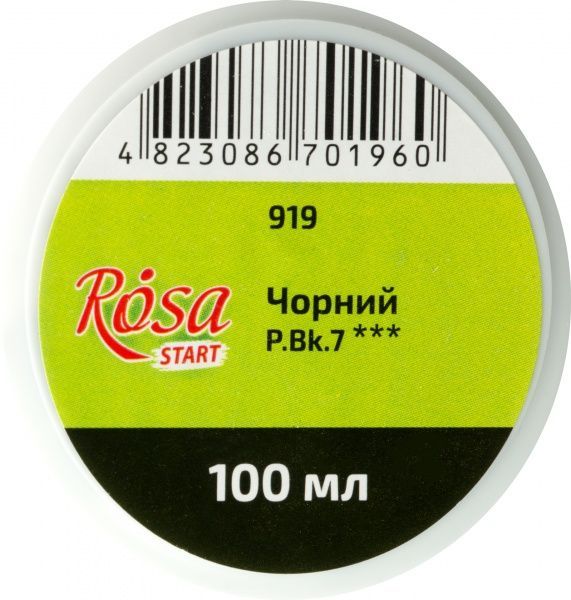 4 823086 701960
919
Rósa
START
Чорний
P.Bk.7 ***
100 мл